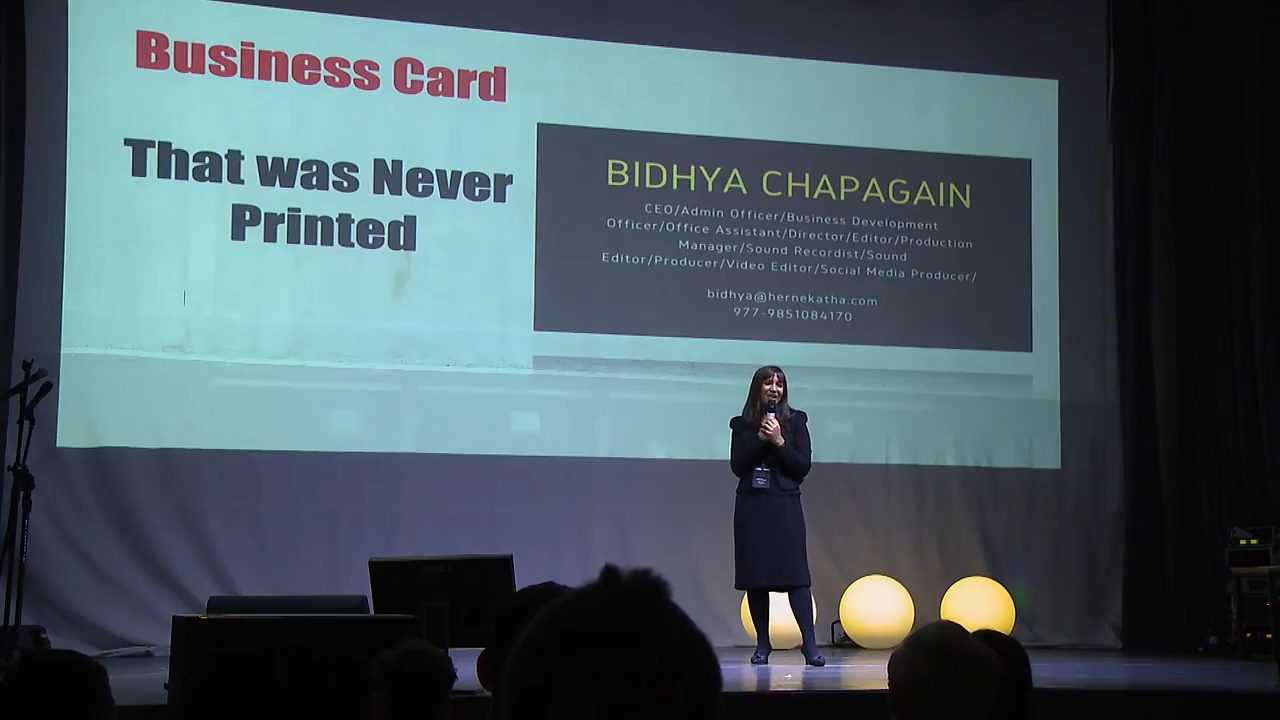 Business Card
That was Never
Printed
BIDHYA CHAPAGAIN
CEO/Admin Officer/Business Development
Officer/Office Assistant/Director/Editor/Production
Manager/Sound Recordist/Sound
Editor/Producer/Video Editor/Social Media Producer/
bidhya@hernekatha.com
977-9851084170